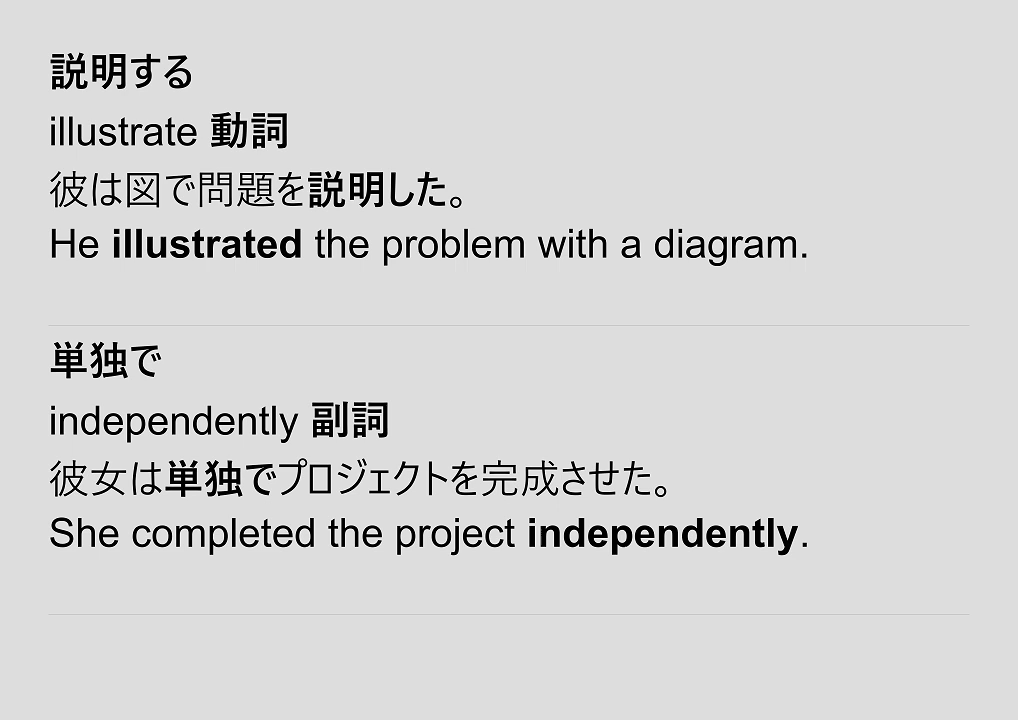 説明する
illustrate 動詞
彼は図で問題を説明した。
He illustrated the problem with a diagram.
単独で
independently 副詞
彼女は単独でプロジェクトを完成させた。
She completed the project independently.